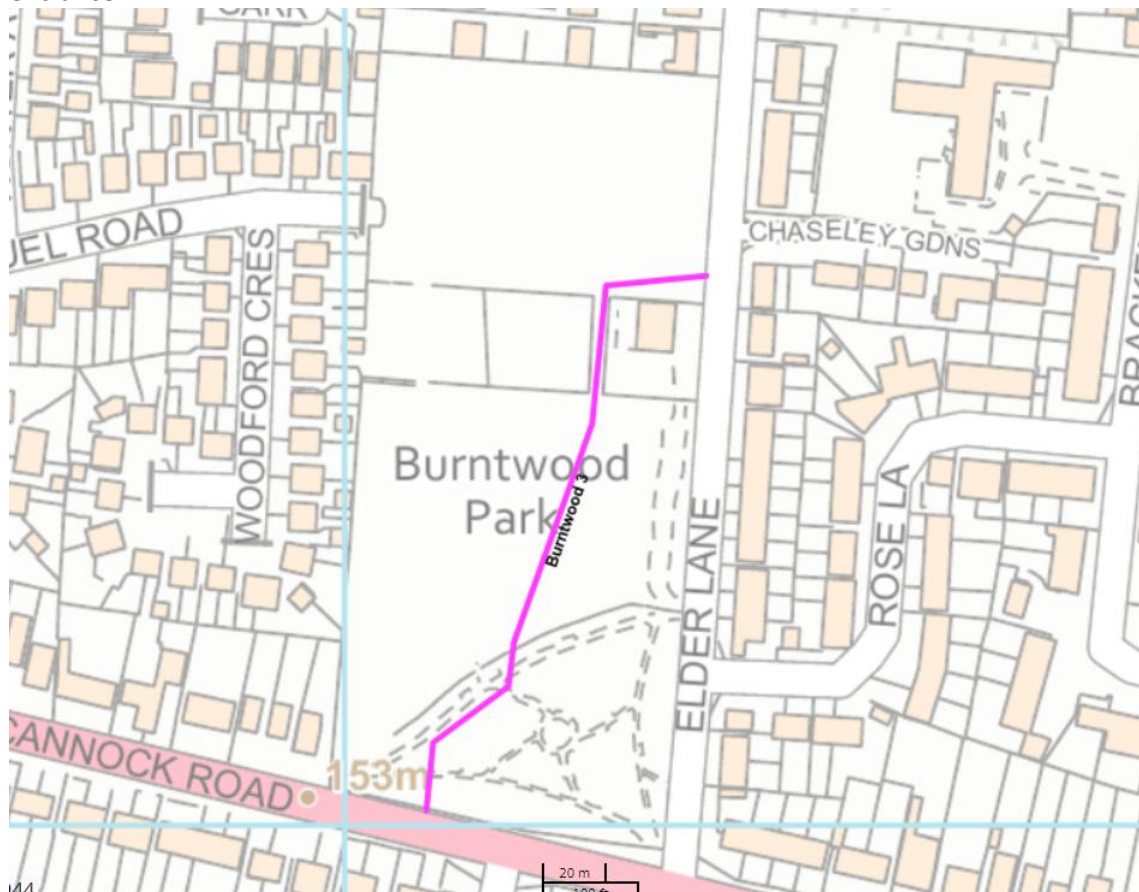 UEL ROAD
WOODFORD CRES
CHASELEY GDNS
Burntwood
Park
Burntwood 3
ELDER LANE
ROSE LA
CANNOCK ROAD
153m
20 m